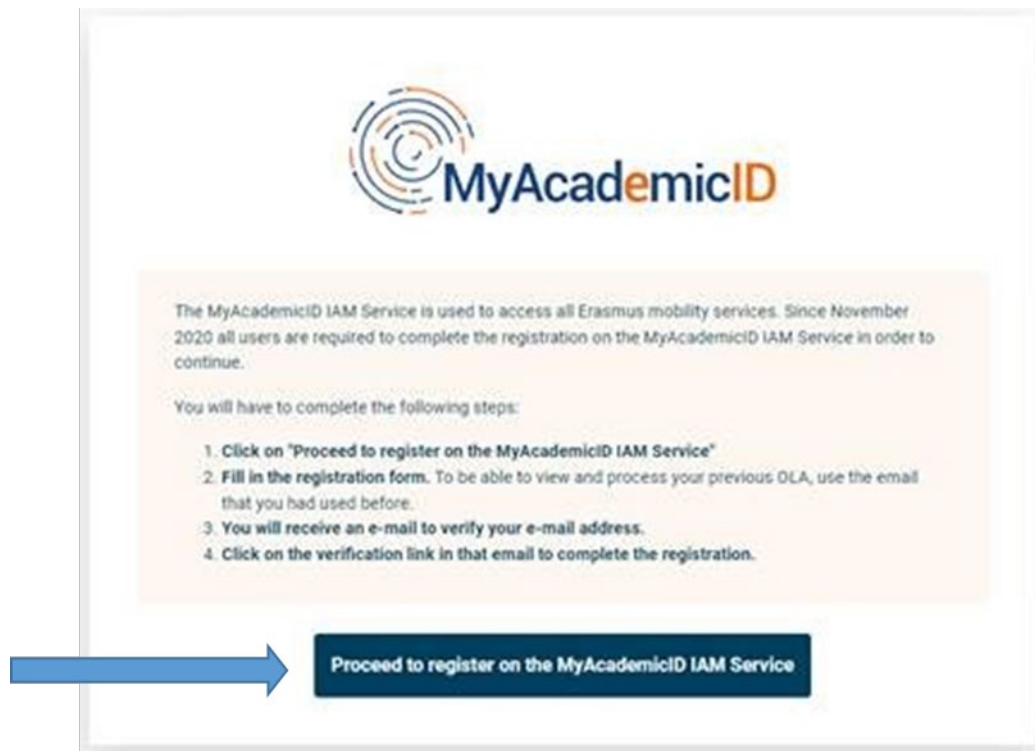 MyAcademicID
The MyAcademicID IAM Service is used to access all Erasmus mobility services. Since November
2020 all users are required to complete the registration on the MyAcademicID IAM Service in order to
continue.
You will have to complete the following steps:
1. Click on "Proceed to register on the MyAcademicID IAM Service"
2. Fill in the registration form. To be able to view and process your previous OLA, use the email
that you had used before.
3. You will receive an e-mail to verify your e-mail address.
4. Click on the verification link in that email to complete the registration.
Proceed to register on the MyAcademicID IAM Service